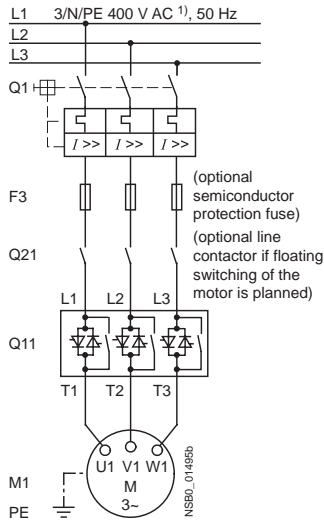 L1 3/N/PE 400 V AC 1), 50 Hz
L2
L3
Q1
I >> I >> I >>
F3
(optional
semiconductor
protection fuse)
Q21
(optional line
contactor if floating
switching of the
motor is planned)
L1 L2 L3
Q11
T1 T2 T3
U1 V1 W1
M
3~
M1
PE
NSB0_01495b